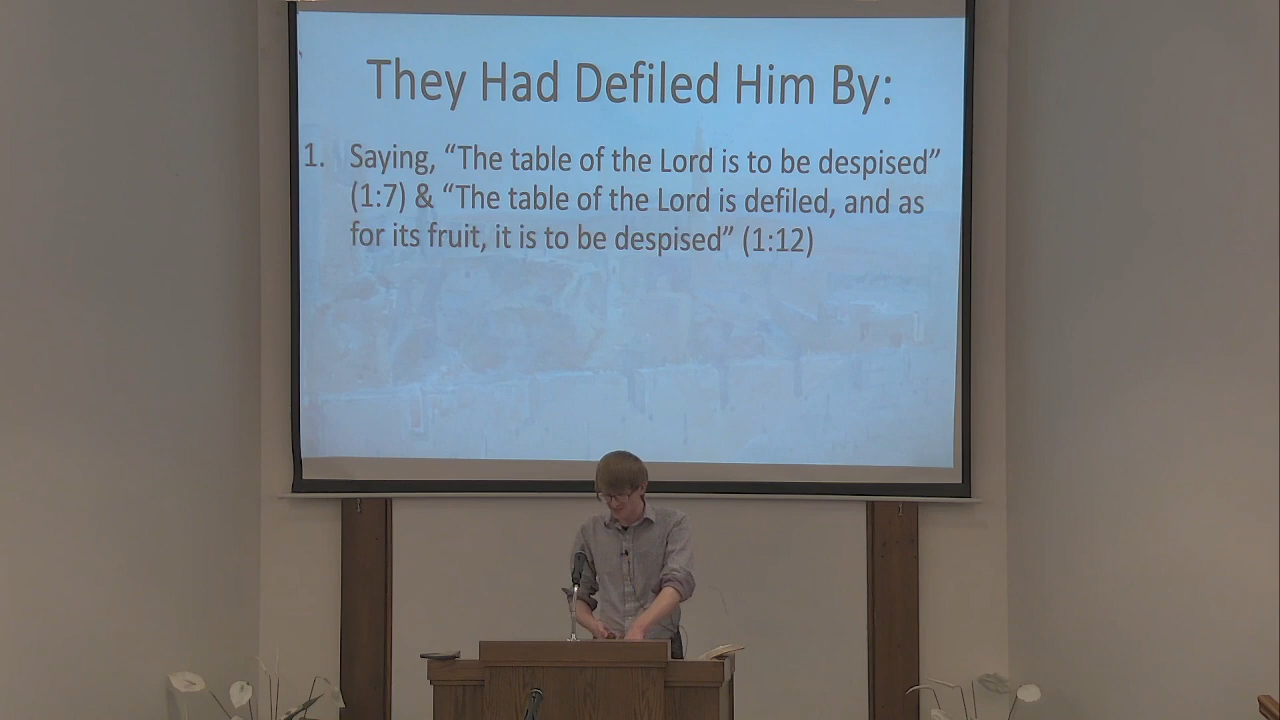 They Had Defiled Him By:
1. Saying, “The table of the Lord is to be despised”
(1:7) & “The table of the Lord is defiled, and as
for its fruit, it is to be despised” (1:12)